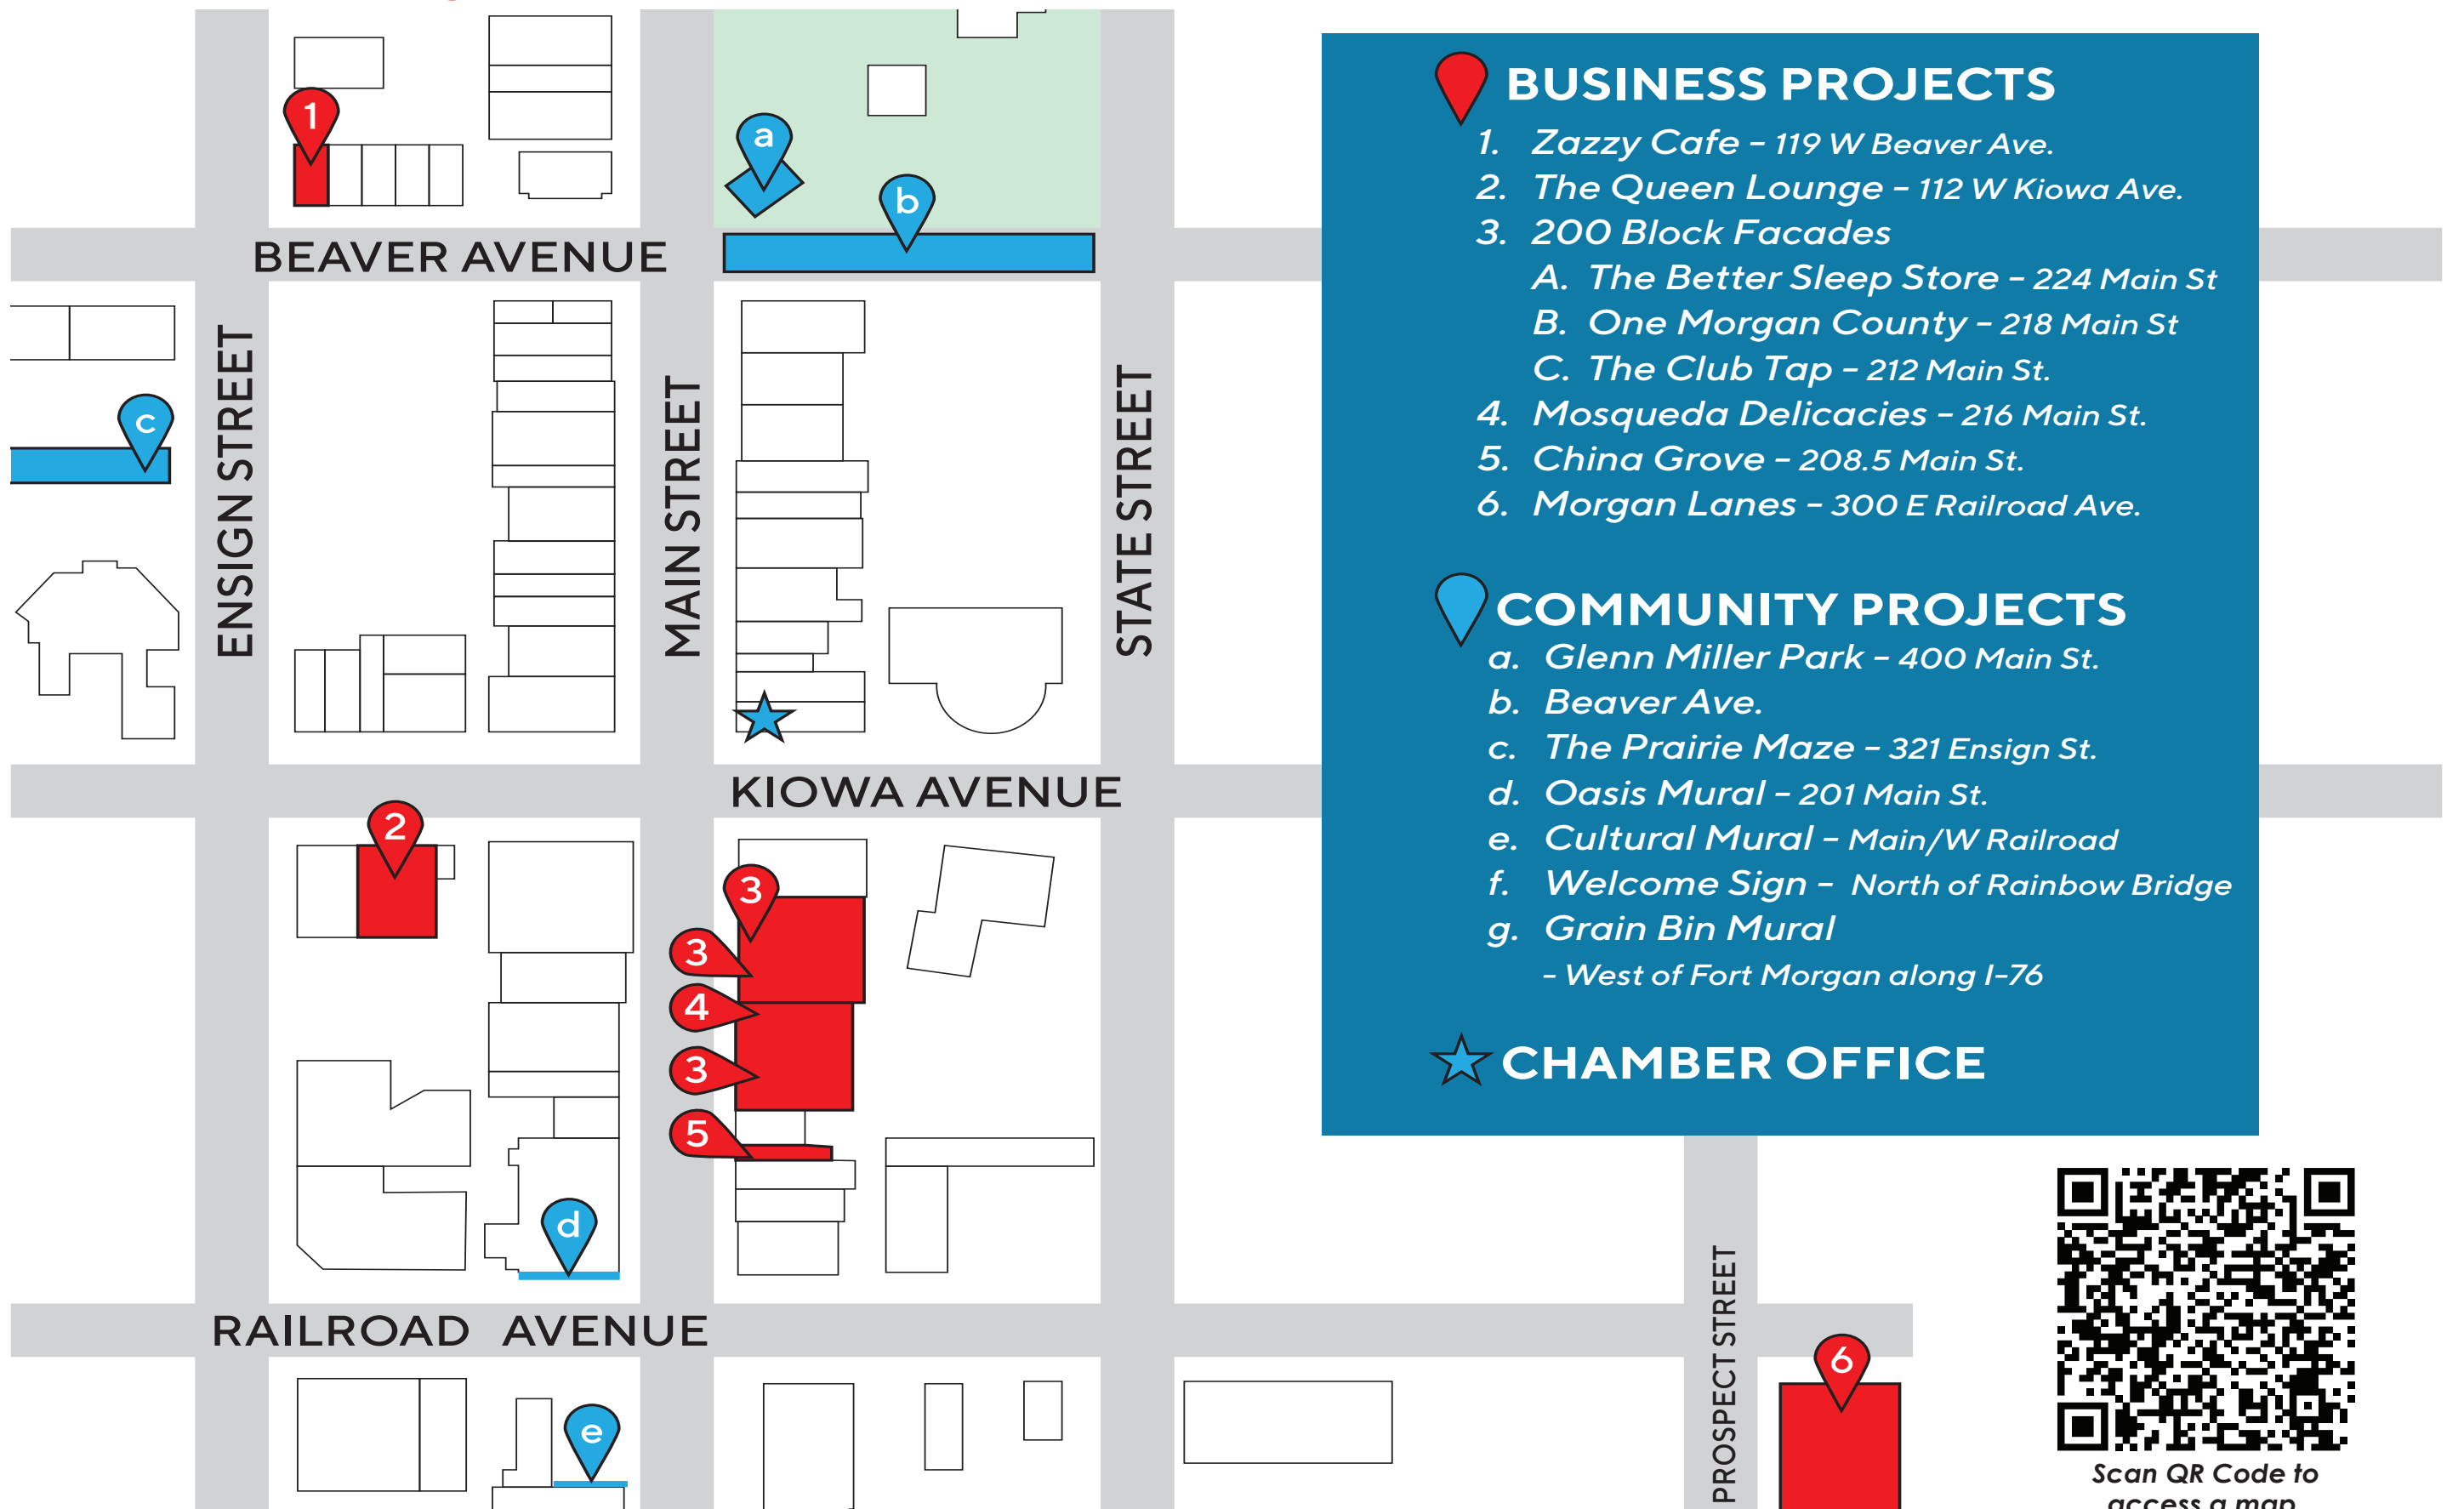 1
a
b
BEAVER AVENUE
c
ENSIGN STREET
MAIN STREET
STATE STREET
KIOWA AVENUE
2
3
3
4
3
5
d
RAILROAD AVENUE
e
PROSPECT STREET
6
BUSINESS PROJECTS
1. Zazzy Cafe – 119 W Beaver Ave.
2. The Queen Lounge – 112 W Kiowa Ave.
3. 200 Block Facades
A. The Better Sleep Store – 224 Main St
B. One Morgan County – 218 Main St
C. The Club Tap – 212 Main St.
4. Mosqueda Delicacies – 216 Main St.
5. China Grove – 208.5 Main St.
6. Morgan Lanes – 300 E Railroad Ave.
COMMUNITY PROJECTS
a. Glenn Miller Park – 400 Main St.
b. Beaver Ave.
c. The Prairie Maze – 321 Ensign St.
d. Oasis Mural – 201 Main St.
e. Cultural Mural – Main/W Railroad
f. Welcome Sign – North of Rainbow Bridge
g. Grain Bin Mural
– West of Fort Morgan along I-76
CHAMBER OFFICE
Scan QR Code to
access a map